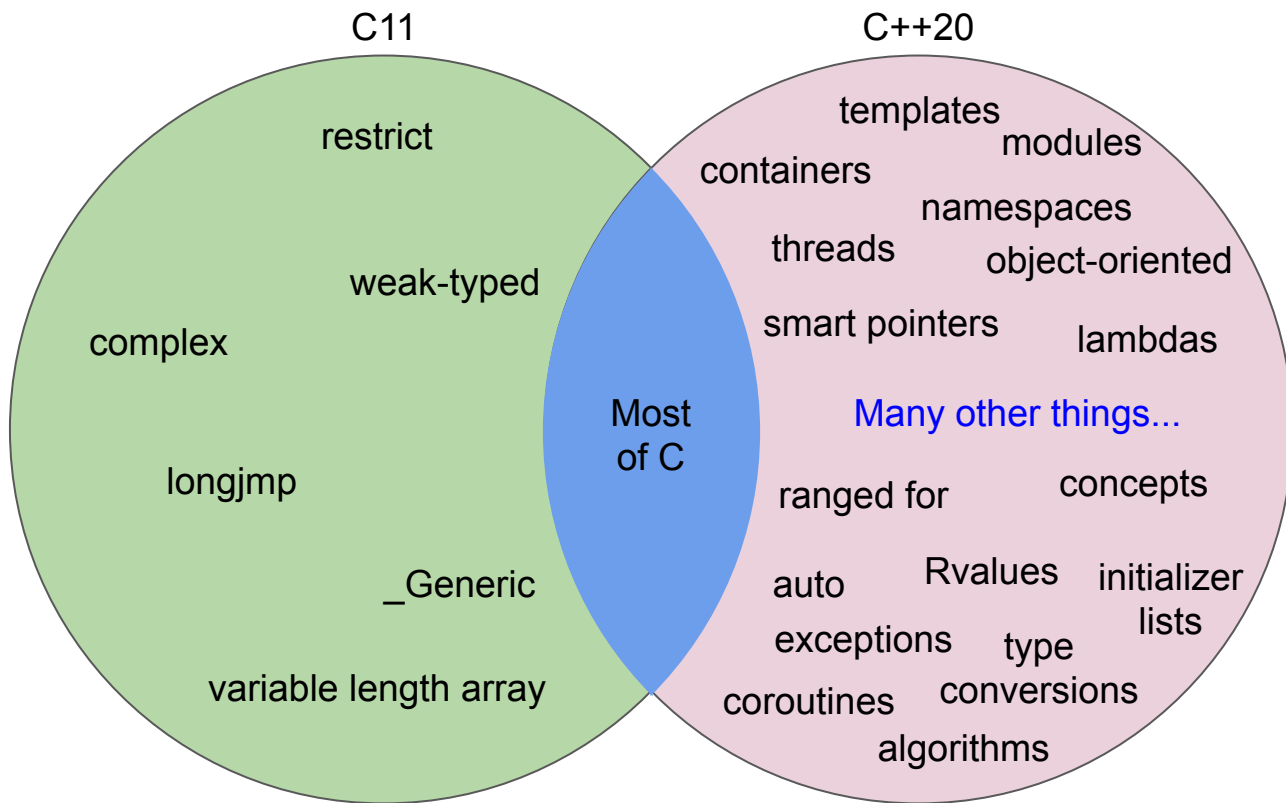 C11
C++20
restrict
weak-typed
complex
longjmp
_Generic
variable length array
Most
of C
templates
modules
containers
namespaces
threads
object-oriented
smart pointers
lambdas
Many other things...
ranged for
concepts
auto
Rvalues
initializer
lists
exceptions
type
conversions
coroutines
algorithms